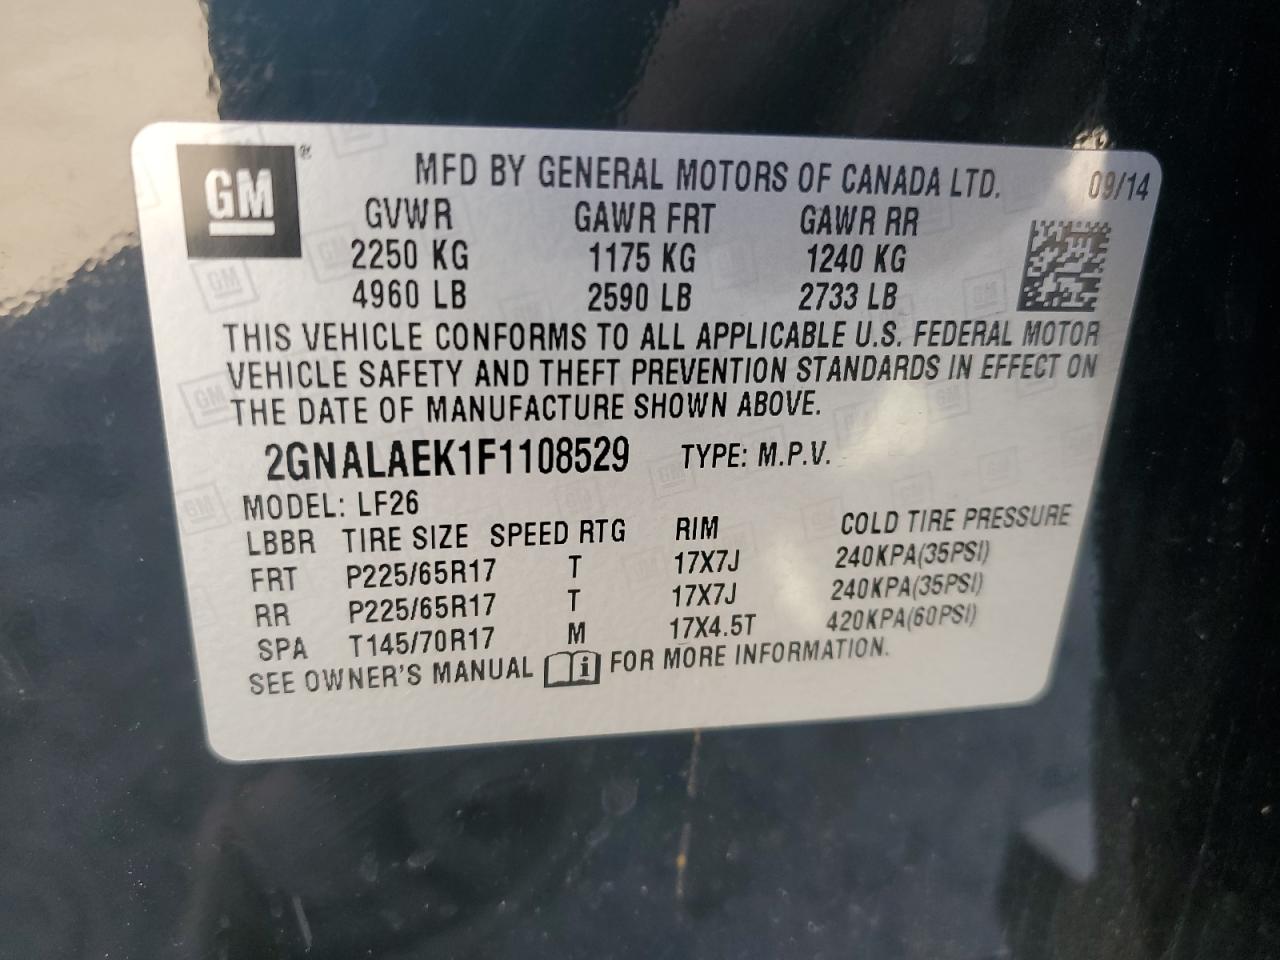 GM ® MFD BY GENERAL MOTORS OF CANADA LTD. 09/14
GVWR GAWR FRT GAWR RR
2250 KG 1175 KG 1240 KG
4960 LB 2590 LB 2733 LB
THIS VEHICLE CONFORMS TO ALL APPLICABLE U.S. FEDERAL MOTOR
VEHICLE SAFETY AND THEFT PREVENTION STANDARDS IN EFFECT ON
THE DATE OF MANUFACTURE SHOWN ABOVE.
2GNALAEK1F1108529 TYPE: M.P.V.
MODEL: LF26
LBBR TIRE SIZE SPEED RTG RIM COLD TIRE PRESSURE
FRT P225/65R17 T 17X7J 240KPA(35PSI)
RR P225/65R17 T 17X7J 240KPA(35PSI)
SPA T145/70R17 M 17X4.5T 420KPA(60PSI)
SEE OWNER'S MANUAL i FOR MORE INFORMATION.